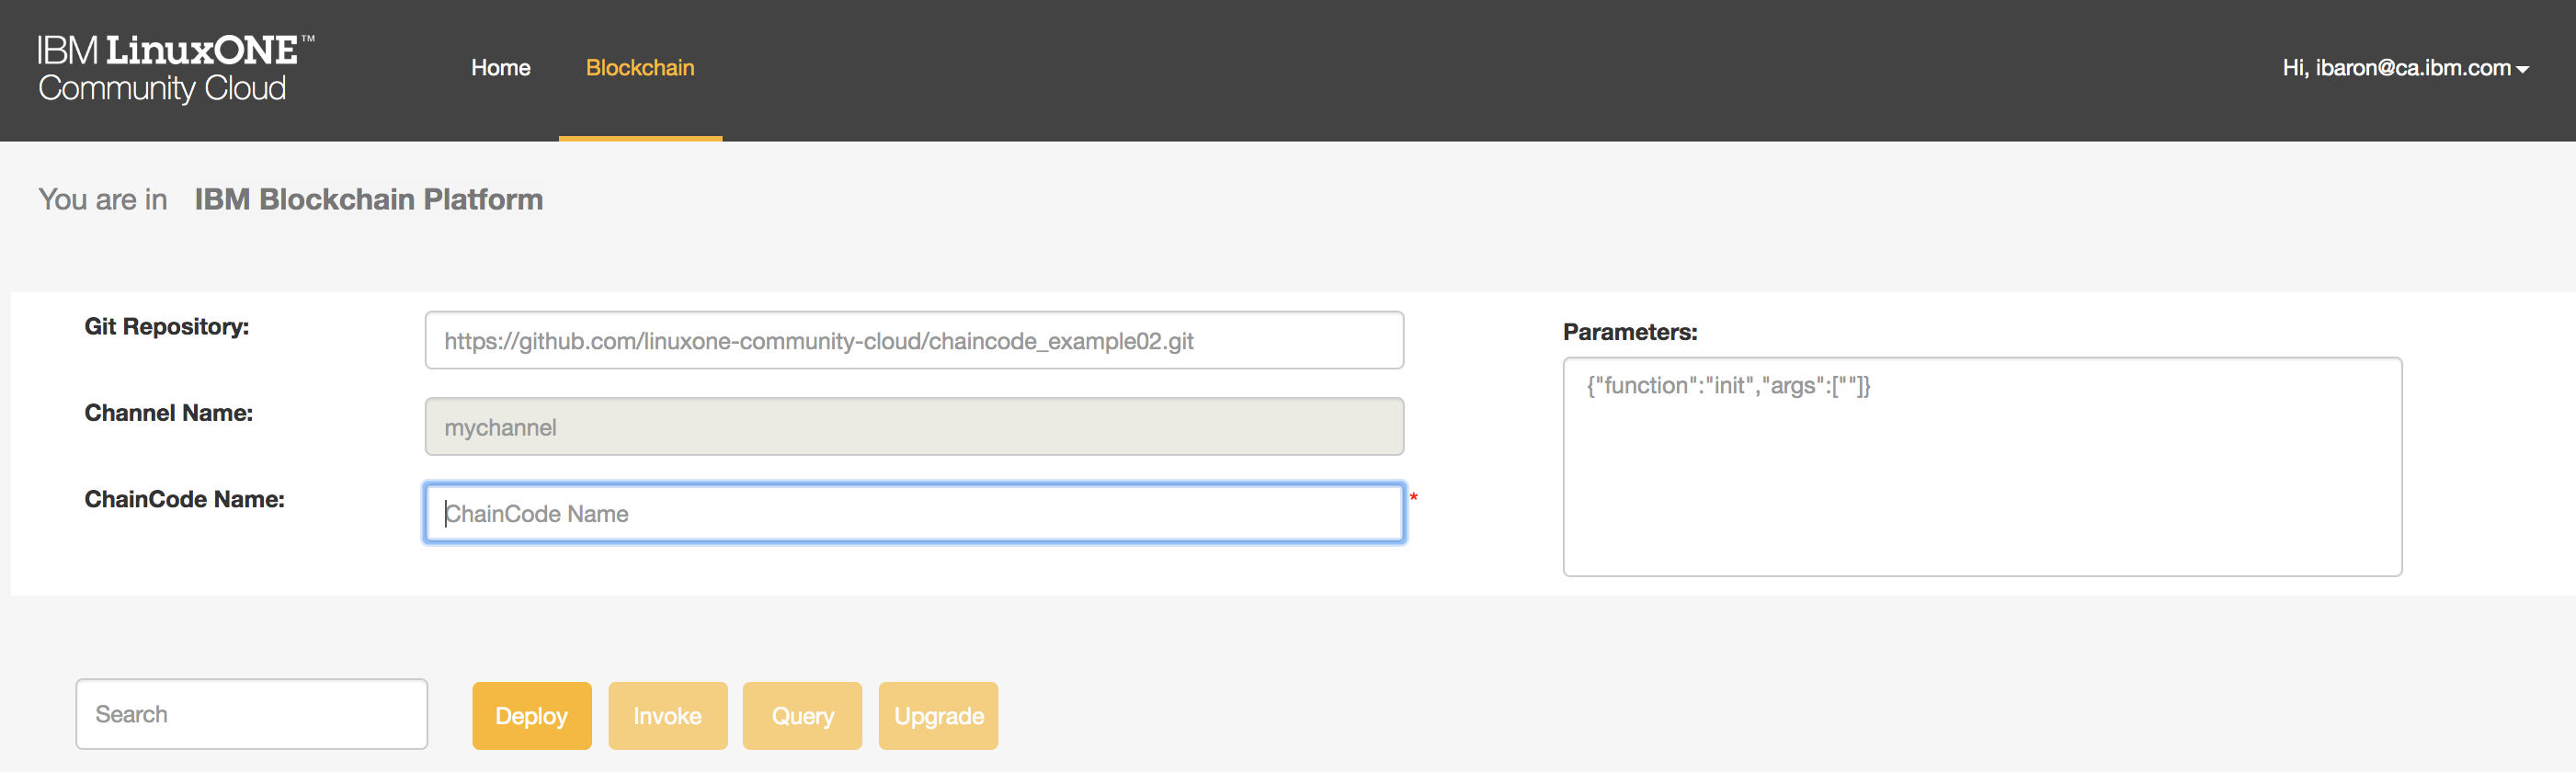 IBM LinuxONE™
Community Cloud
Home
Blockchain
Hi, ibaron@ca.ibm.com
You are in IBM Blockchain Platform
Git Repository:
https://github.com/linuxone-community-cloud/chaincode_example02.git
Channel Name:
mychannel
ChainCode Name:
ChainCode Name
*
Parameters:
{"function":"init","args":[""]}
Search
Deploy
Invoke
Query
Upgrade